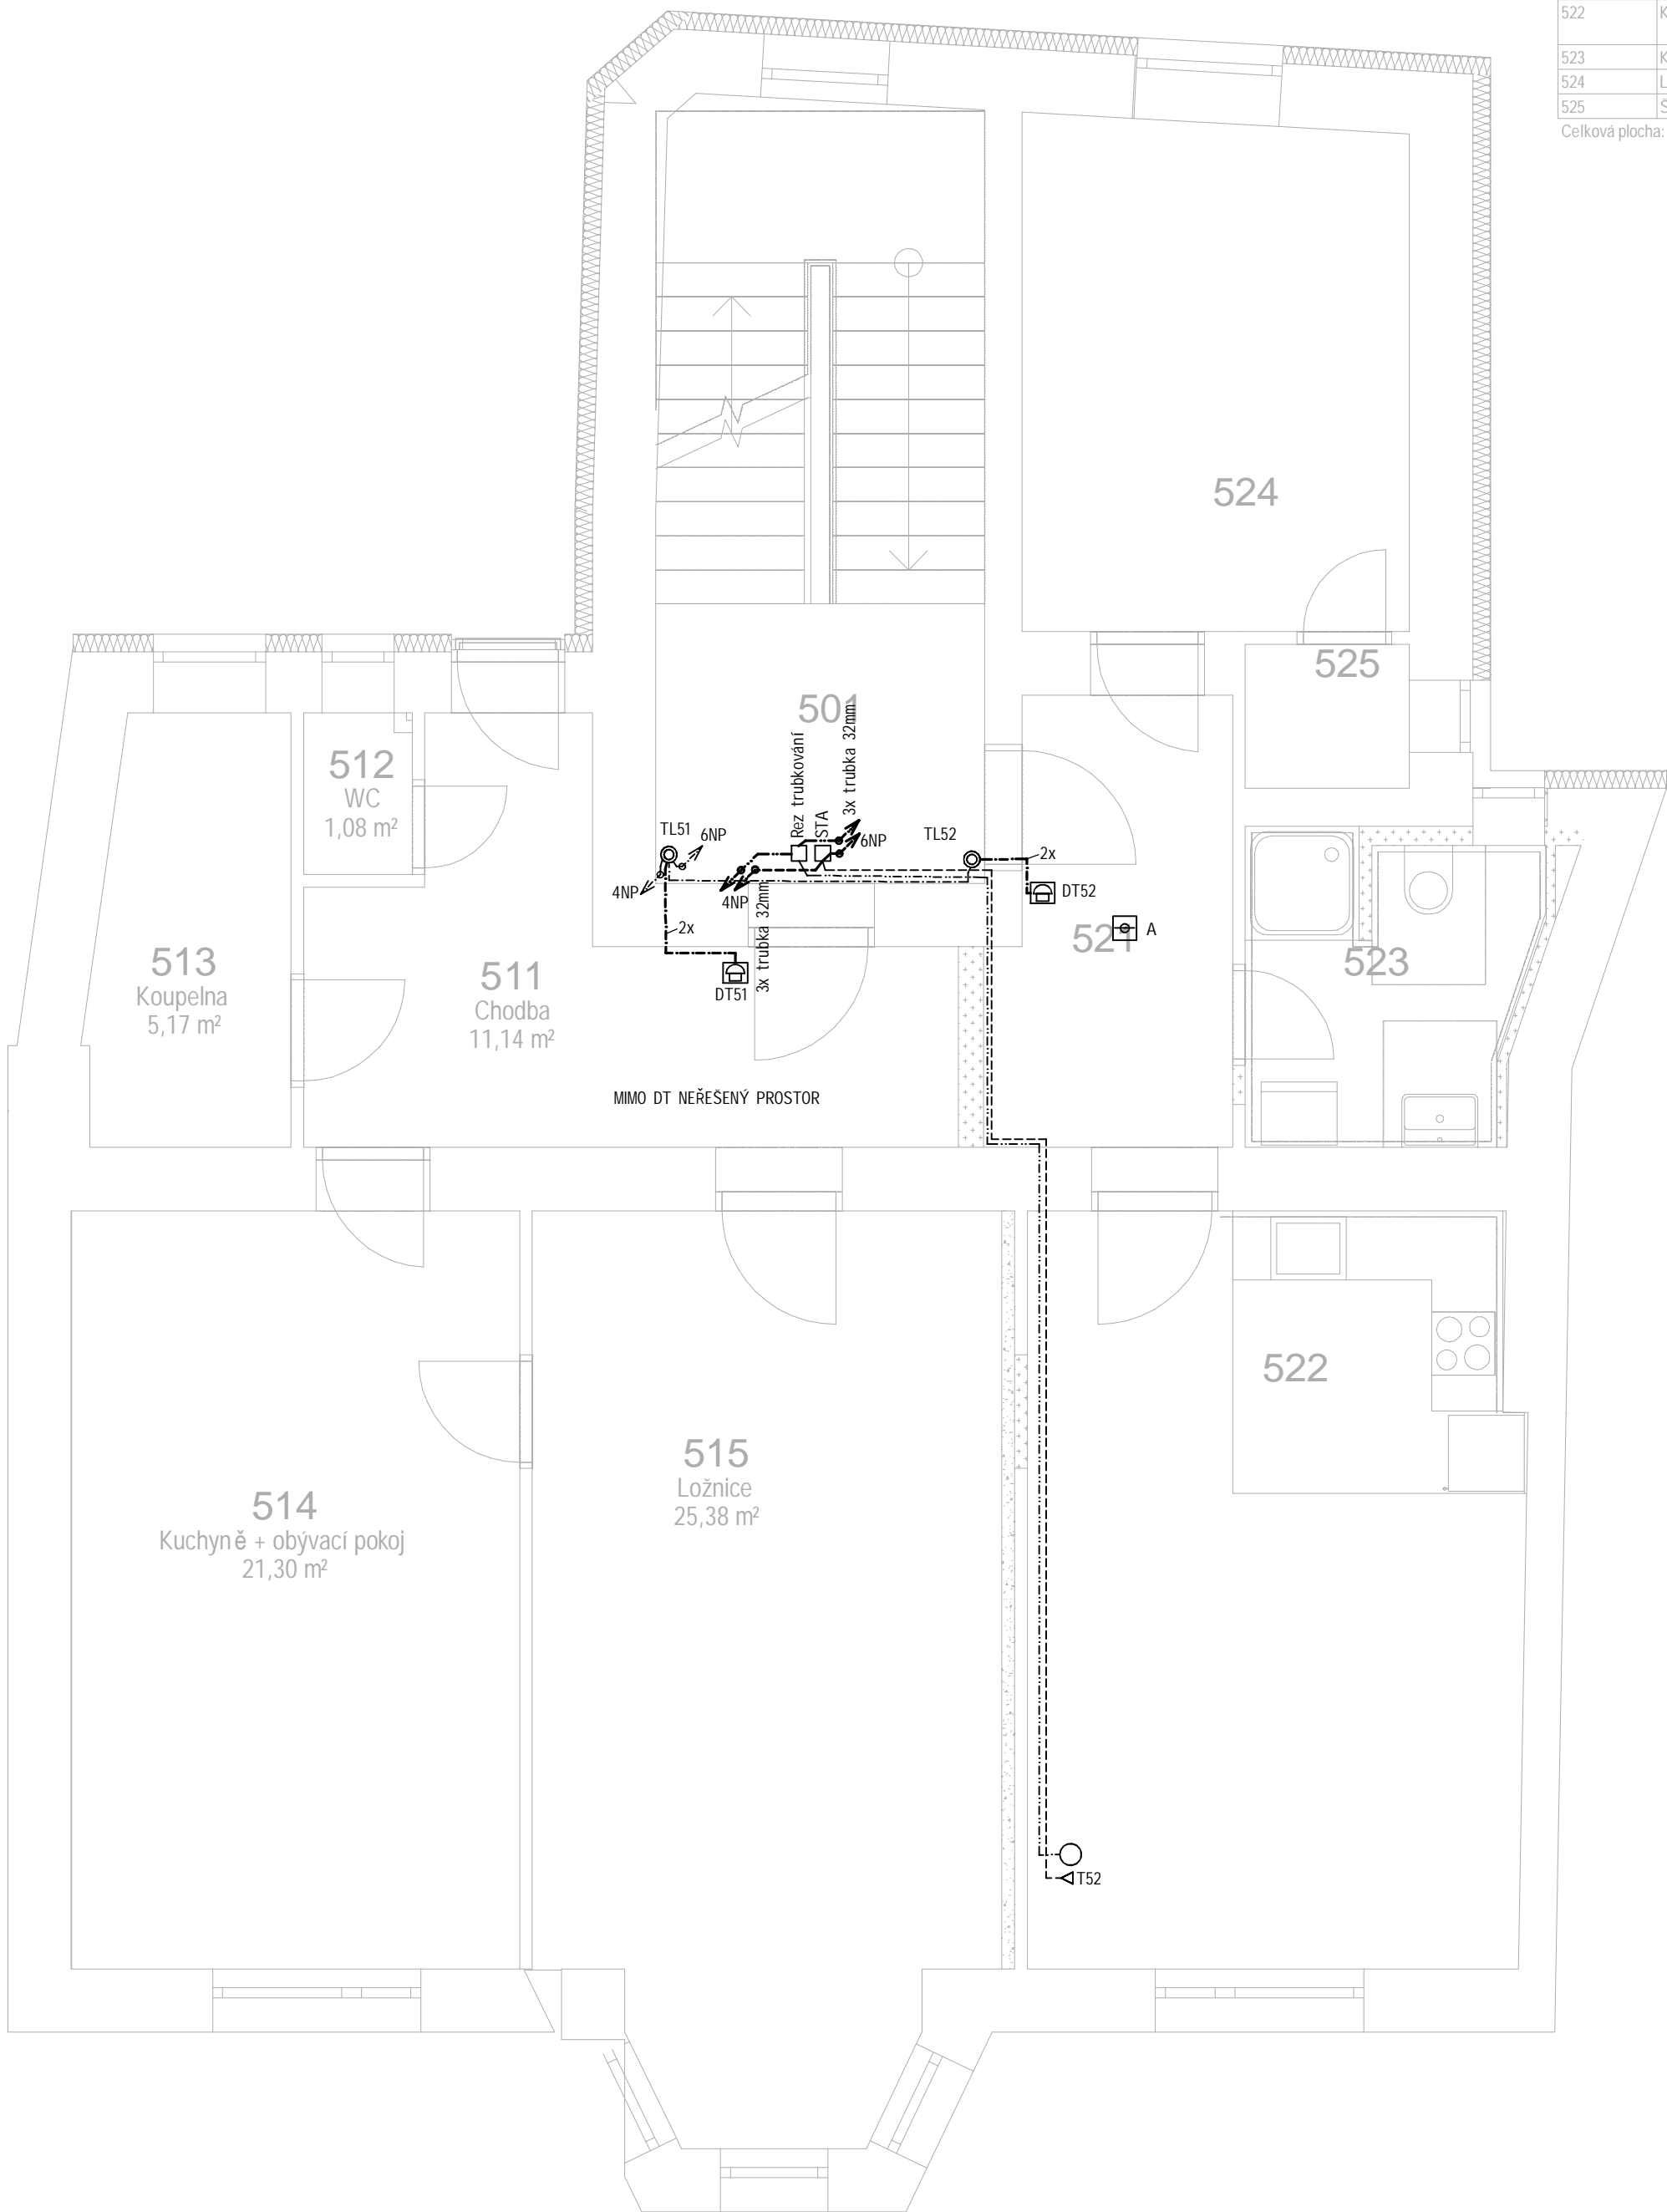 522 K
523 K
524 L
525 Š
Celková plocha:
524
525
501
Rez trubkování
STA
3x trubka 32mm
512
WC
1,08 m²
TL51
6NP
6NP
TL52
2x
4NP
4NP
DT52
2x
3x trubka 32mm
521
A
523
513
Koupelna
5,17 m²
511
Chodba
11,14 m²
DT51
MIMO DT NEŘEŠENÝ PROSTOR
522
515
Ložnice
25,38 m²
514
Kuchyně + obývací pokoj
21,30 m²
T52